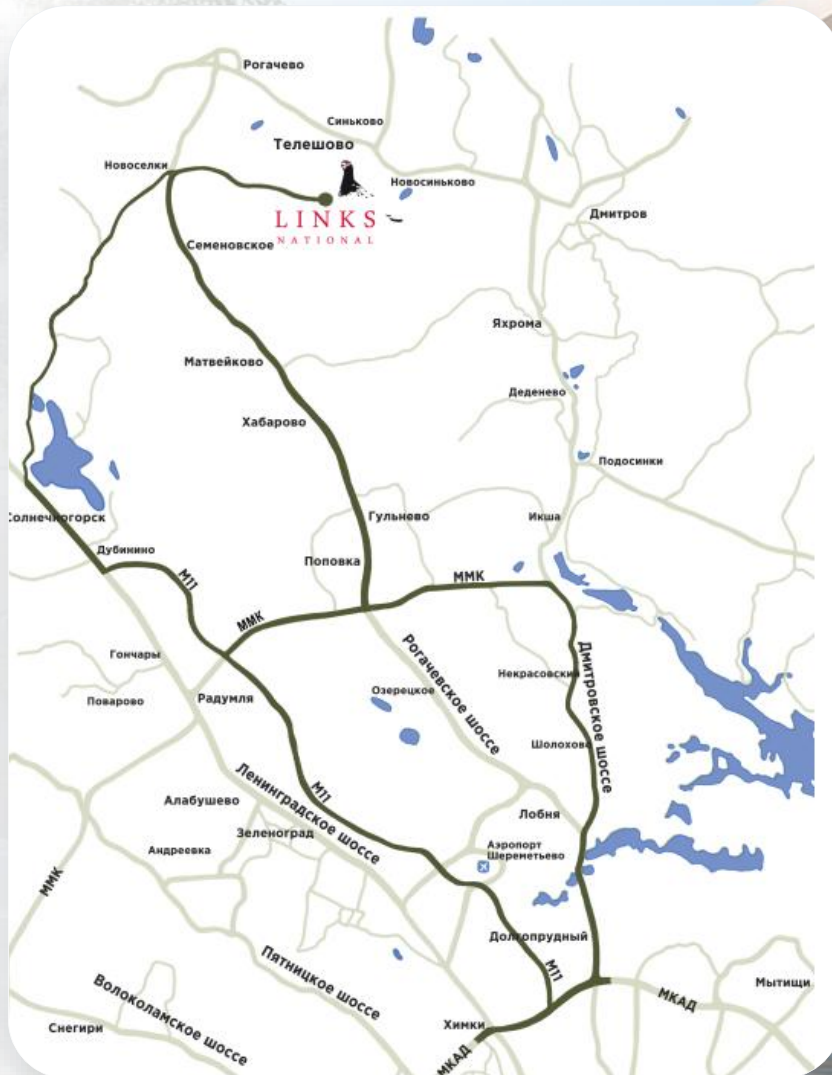 Рогачево
Синьково
Телешово
Новоселки
Новосиньково
LINKS
NATIONAL
Дмитров
Семеновское
Яхрома
Матвейково
Деденево
Хабарово
Подосинки
Солнечногорск
Гульнево
Икша
Дубинино
Поповка
М11
ММК
ММК
Рогачевское шоссе
Дмитровское шоссе
Гончары
Некрасовский
Поварово
Радумля
Озерецкое
Шолохово
М11
Ленинградское шоссе
Алабушево
Лобня
Зеленоград
Андреевка
Аэропорт
Шереметьево
ММК
Долгопрудный
М11
Пятницкое шоссе
Волоколамское шоссе
МКАД
Мытищи
Снегири
Химки
МКАД